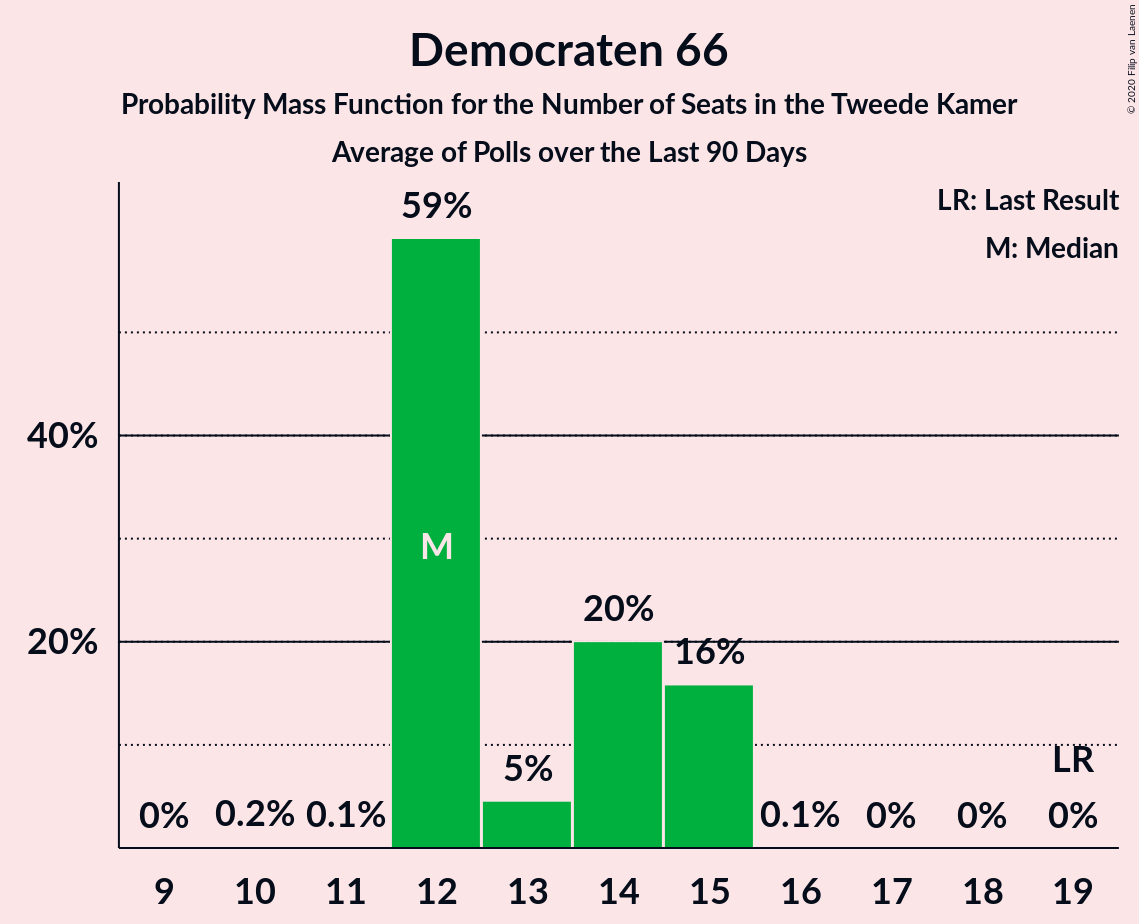 Democraten 66
Probability Mass Function for the Number of Seats in the Tweede Kamer
Average of Polls over the Last 90 Days
© 2020 Filip van Laenen
LR: Last Result
M: Median
59%
40%
M
20%
20%
16%
5%
LR
0% 0.2% 0.1% 0.1% 0% 0% 0%
9 10 11 12 13 14 15 16 17 18 19